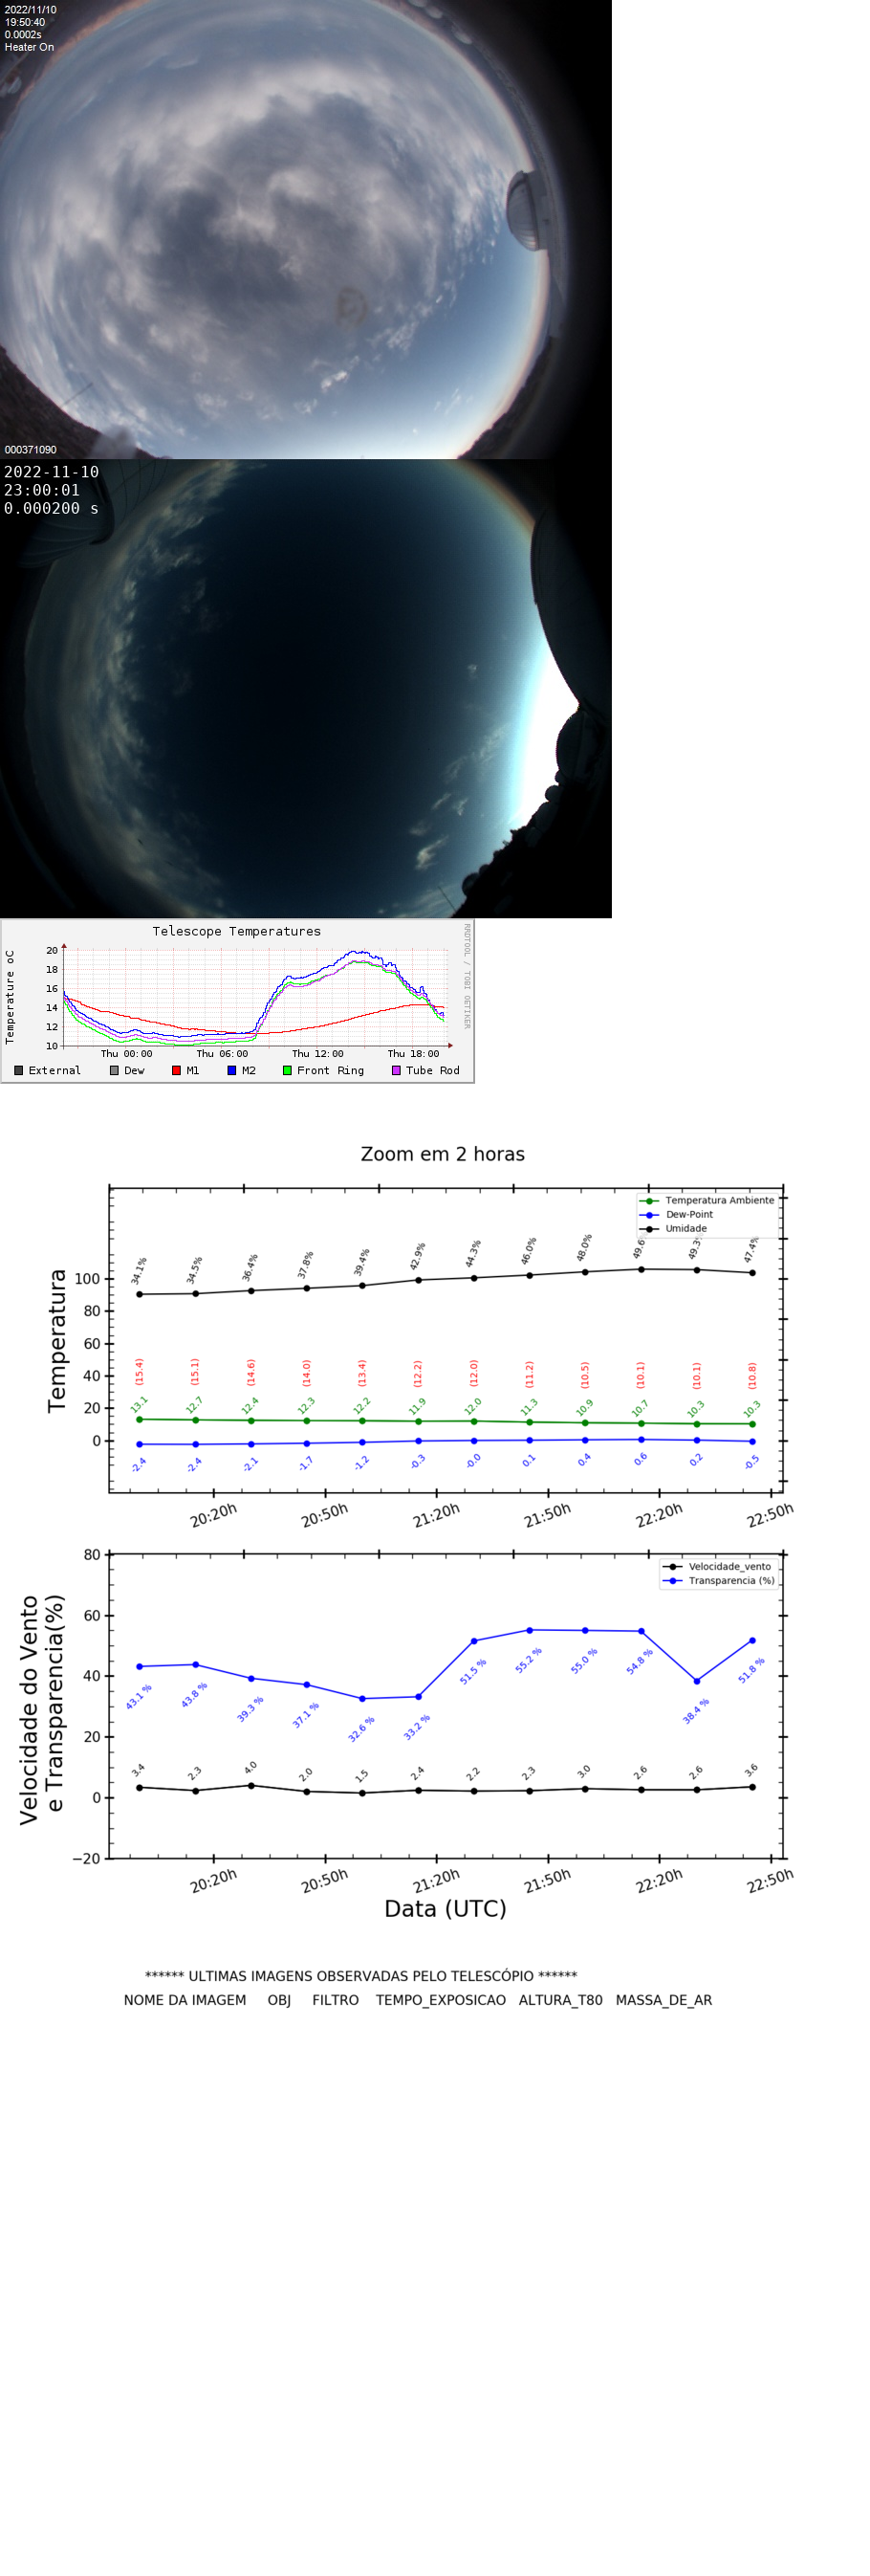 2022/11/10
19:50:40
0.0002s
Heater On
000371090
2022-11-10
23:00:01
0.000200 s
Telescope Temperatures
RRDTOOL / TOBI OETIKER
Temperature oC
20
18
16
14
12
10
Thu 00:00 Thu 06:00 Thu 12:00 Thu 18:00
External Dew M1 M2 Front Ring Tube Rod
Zoom em 2 horas
Temperatura Ambiente
Dew-Point
Umidade
Temperatura
100
80
60
40
20
0
34.1% 34.5% 36.4% 37.8% 39.4% 42.9% 44.3% 46.0% 48.0% 49.6% 49.3% 47.4%
(15.4) (15.1) (14.6) (14.0) (13.4) (12.2) (12.0) (11.2) (10.5) (10.1) (10.1) (10.8)
13.1 12.7 12.4 12.3 12.2 11.9 12.0 11.3 10.9 10.7 10.3 10.3
-2.4 -2.4 -2.1 -1.7 -1.2 -0.3 -0.0 0.1 0.4 0.6 0.2 -0.5
20:20h 20:50h 21:20h 21:50h 22:20h 22:50h
Velocidade do Vento
e Transparencia(%)
80
60
40
20
0
−20
Velocidade_vento
Transparencia (%)
43.1 % 43.8 % 39.3 % 37.1 % 32.6 % 33.2 % 51.5 % 55.2 % 55.0 % 54.8 % 38.4 % 51.8 %
3.4 2.3 4.0 2.0 1.5 2.4 2.2 2.3 3.0 2.6 2.6 3.6
20:20h 20:50h 21:20h 21:50h 22:20h 22:50h
Data (UTC)
****** ULTIMAS IMAGENS OBSERVADAS PELO TELESCÓPIO ******
NOME DA IMAGEM OBJ FILTRO TEMPO_EXPOSICAO ALTURA_T80 MASSA_DE_AR